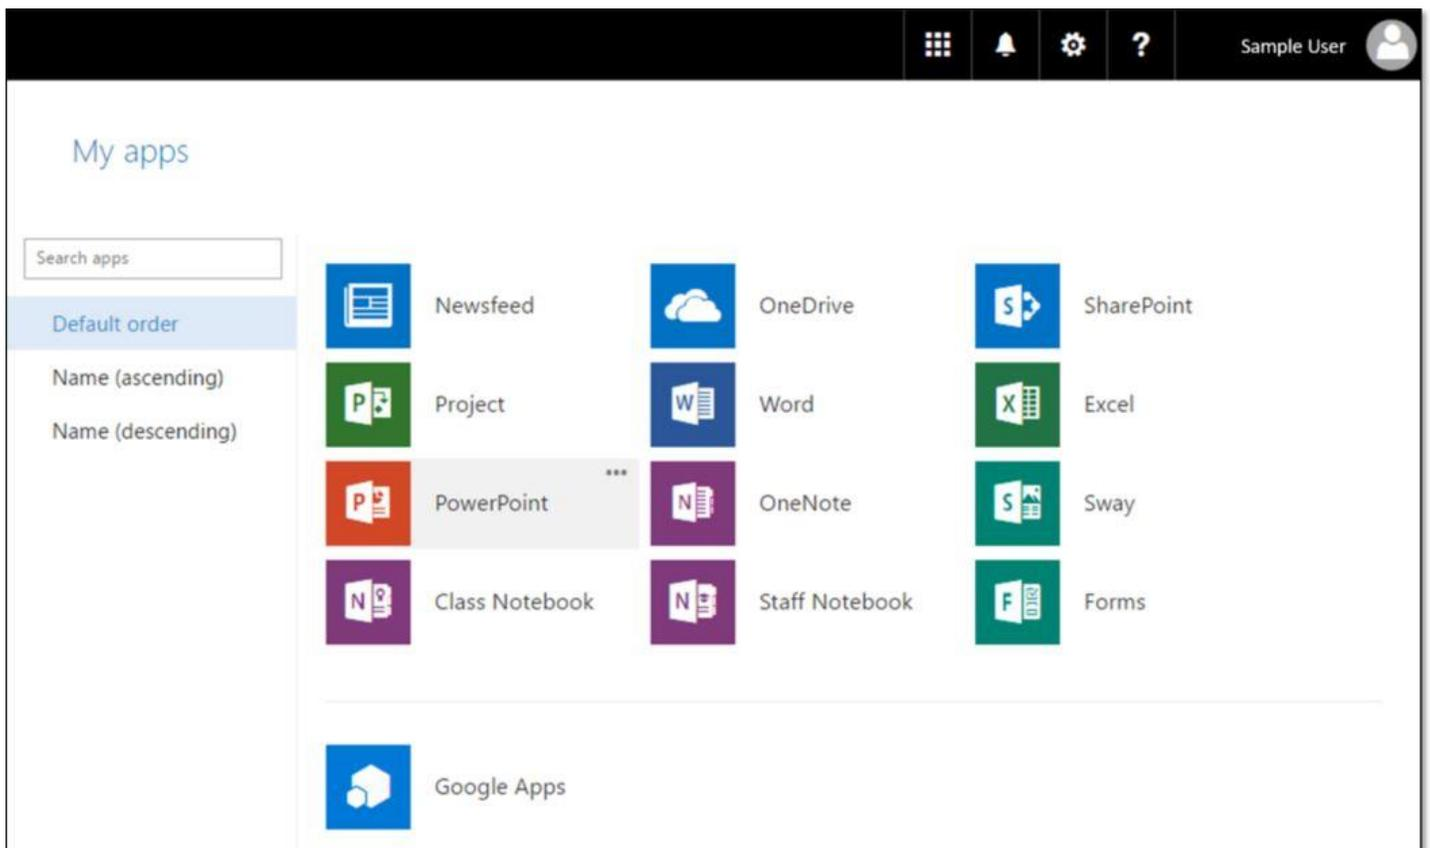 ? Sample User
My apps
Search apps
Default order
Name (ascending)
Name (descending)
Newsfeed OneDrive S SharePoint
P Project W Word X Excel
P PowerPoint ••• N OneNote S Sway
N Class Notebook N Staff Notebook F Forms
Google Apps